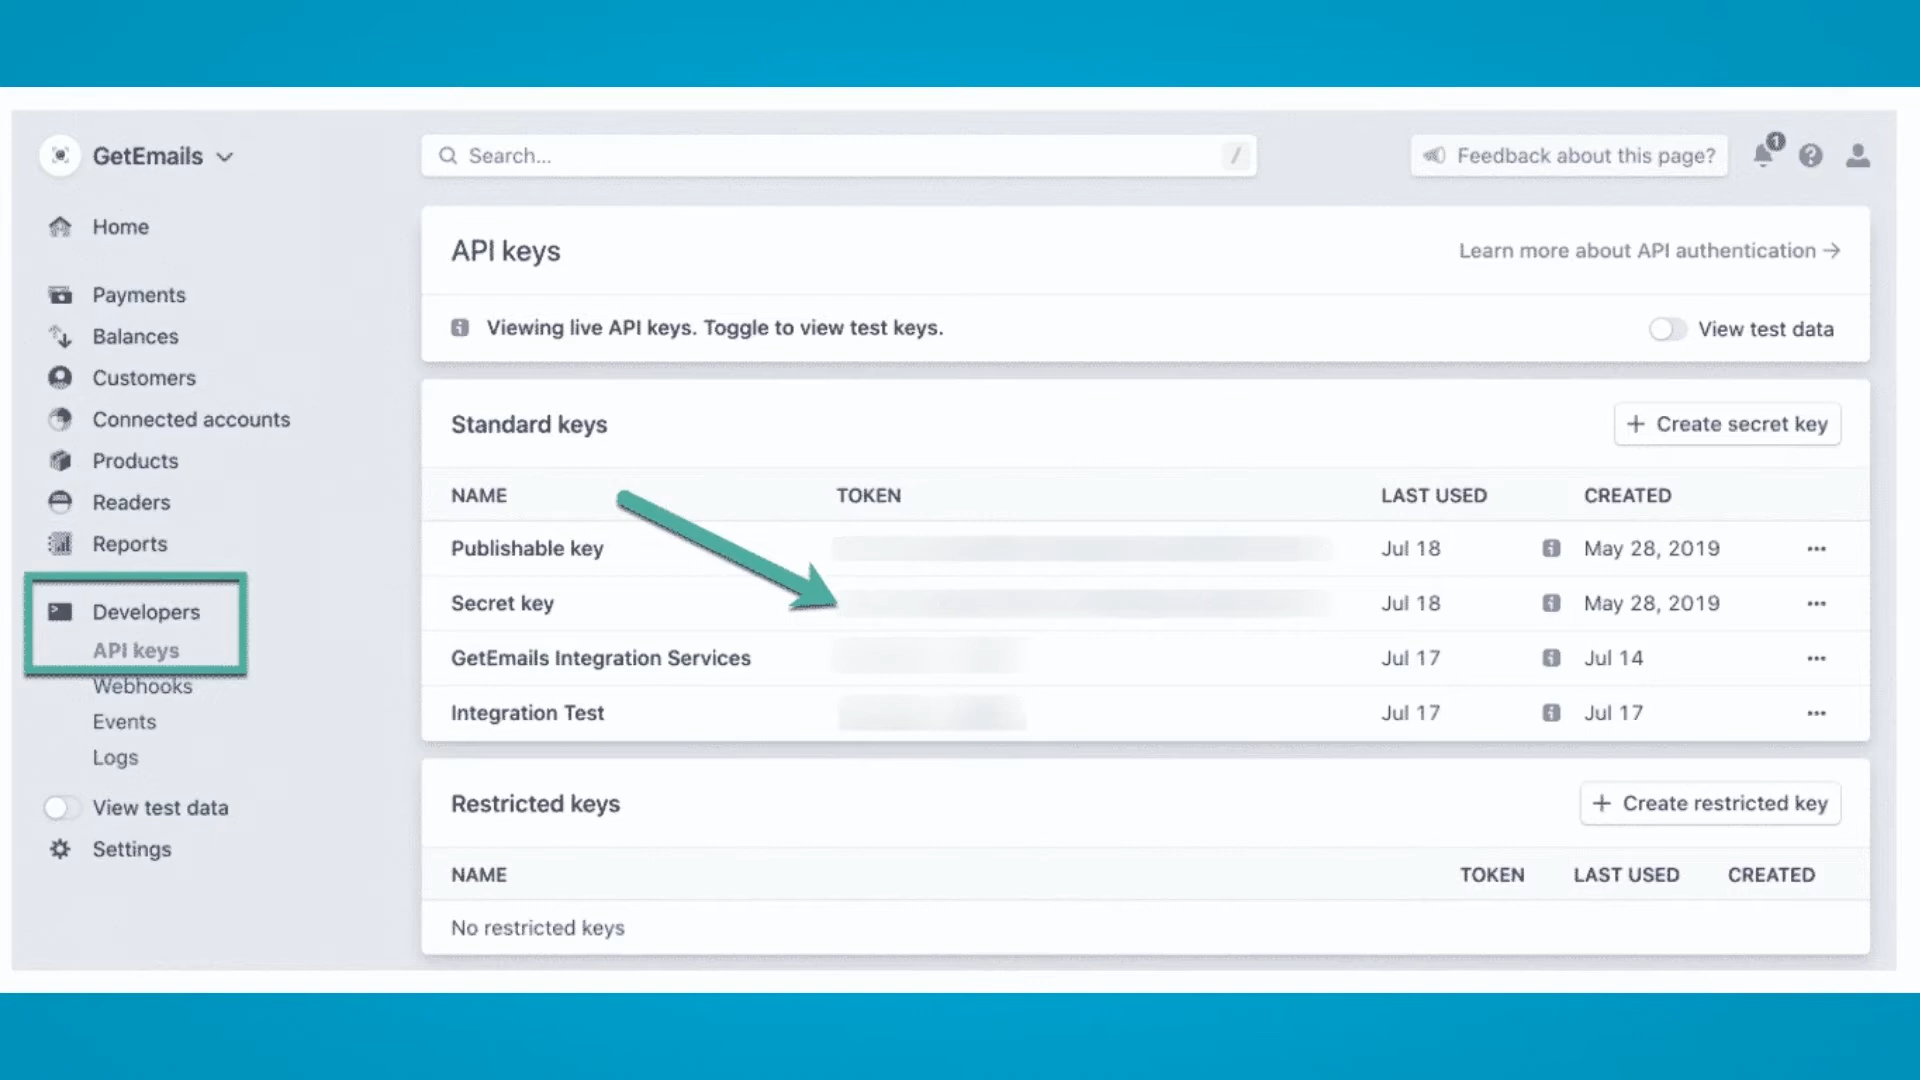 GetEmails
Search...
/
Feedback about this page?
1
Home
Payments
Balances
Customers
Connected accounts
Products
Readers
Reports
Developers
API keys
Webhooks
Events
Logs
View test data
Settings
API keys
Learn more about API authentication →
Viewing live API keys. Toggle to view test keys.
View test data
Standard keys
+ Create secret key
NAME TOKEN LAST USED CREATED
Publishable key Jul 18 May 28, 2019
Secret key Jul 18 May 28, 2019
GetEmails Integration Services Jul 17 Jul 14
Integration Test Jul 17 Jul 17
Restricted keys
+ Create restricted key
NAME TOKEN LAST USED CREATED
No restricted keys